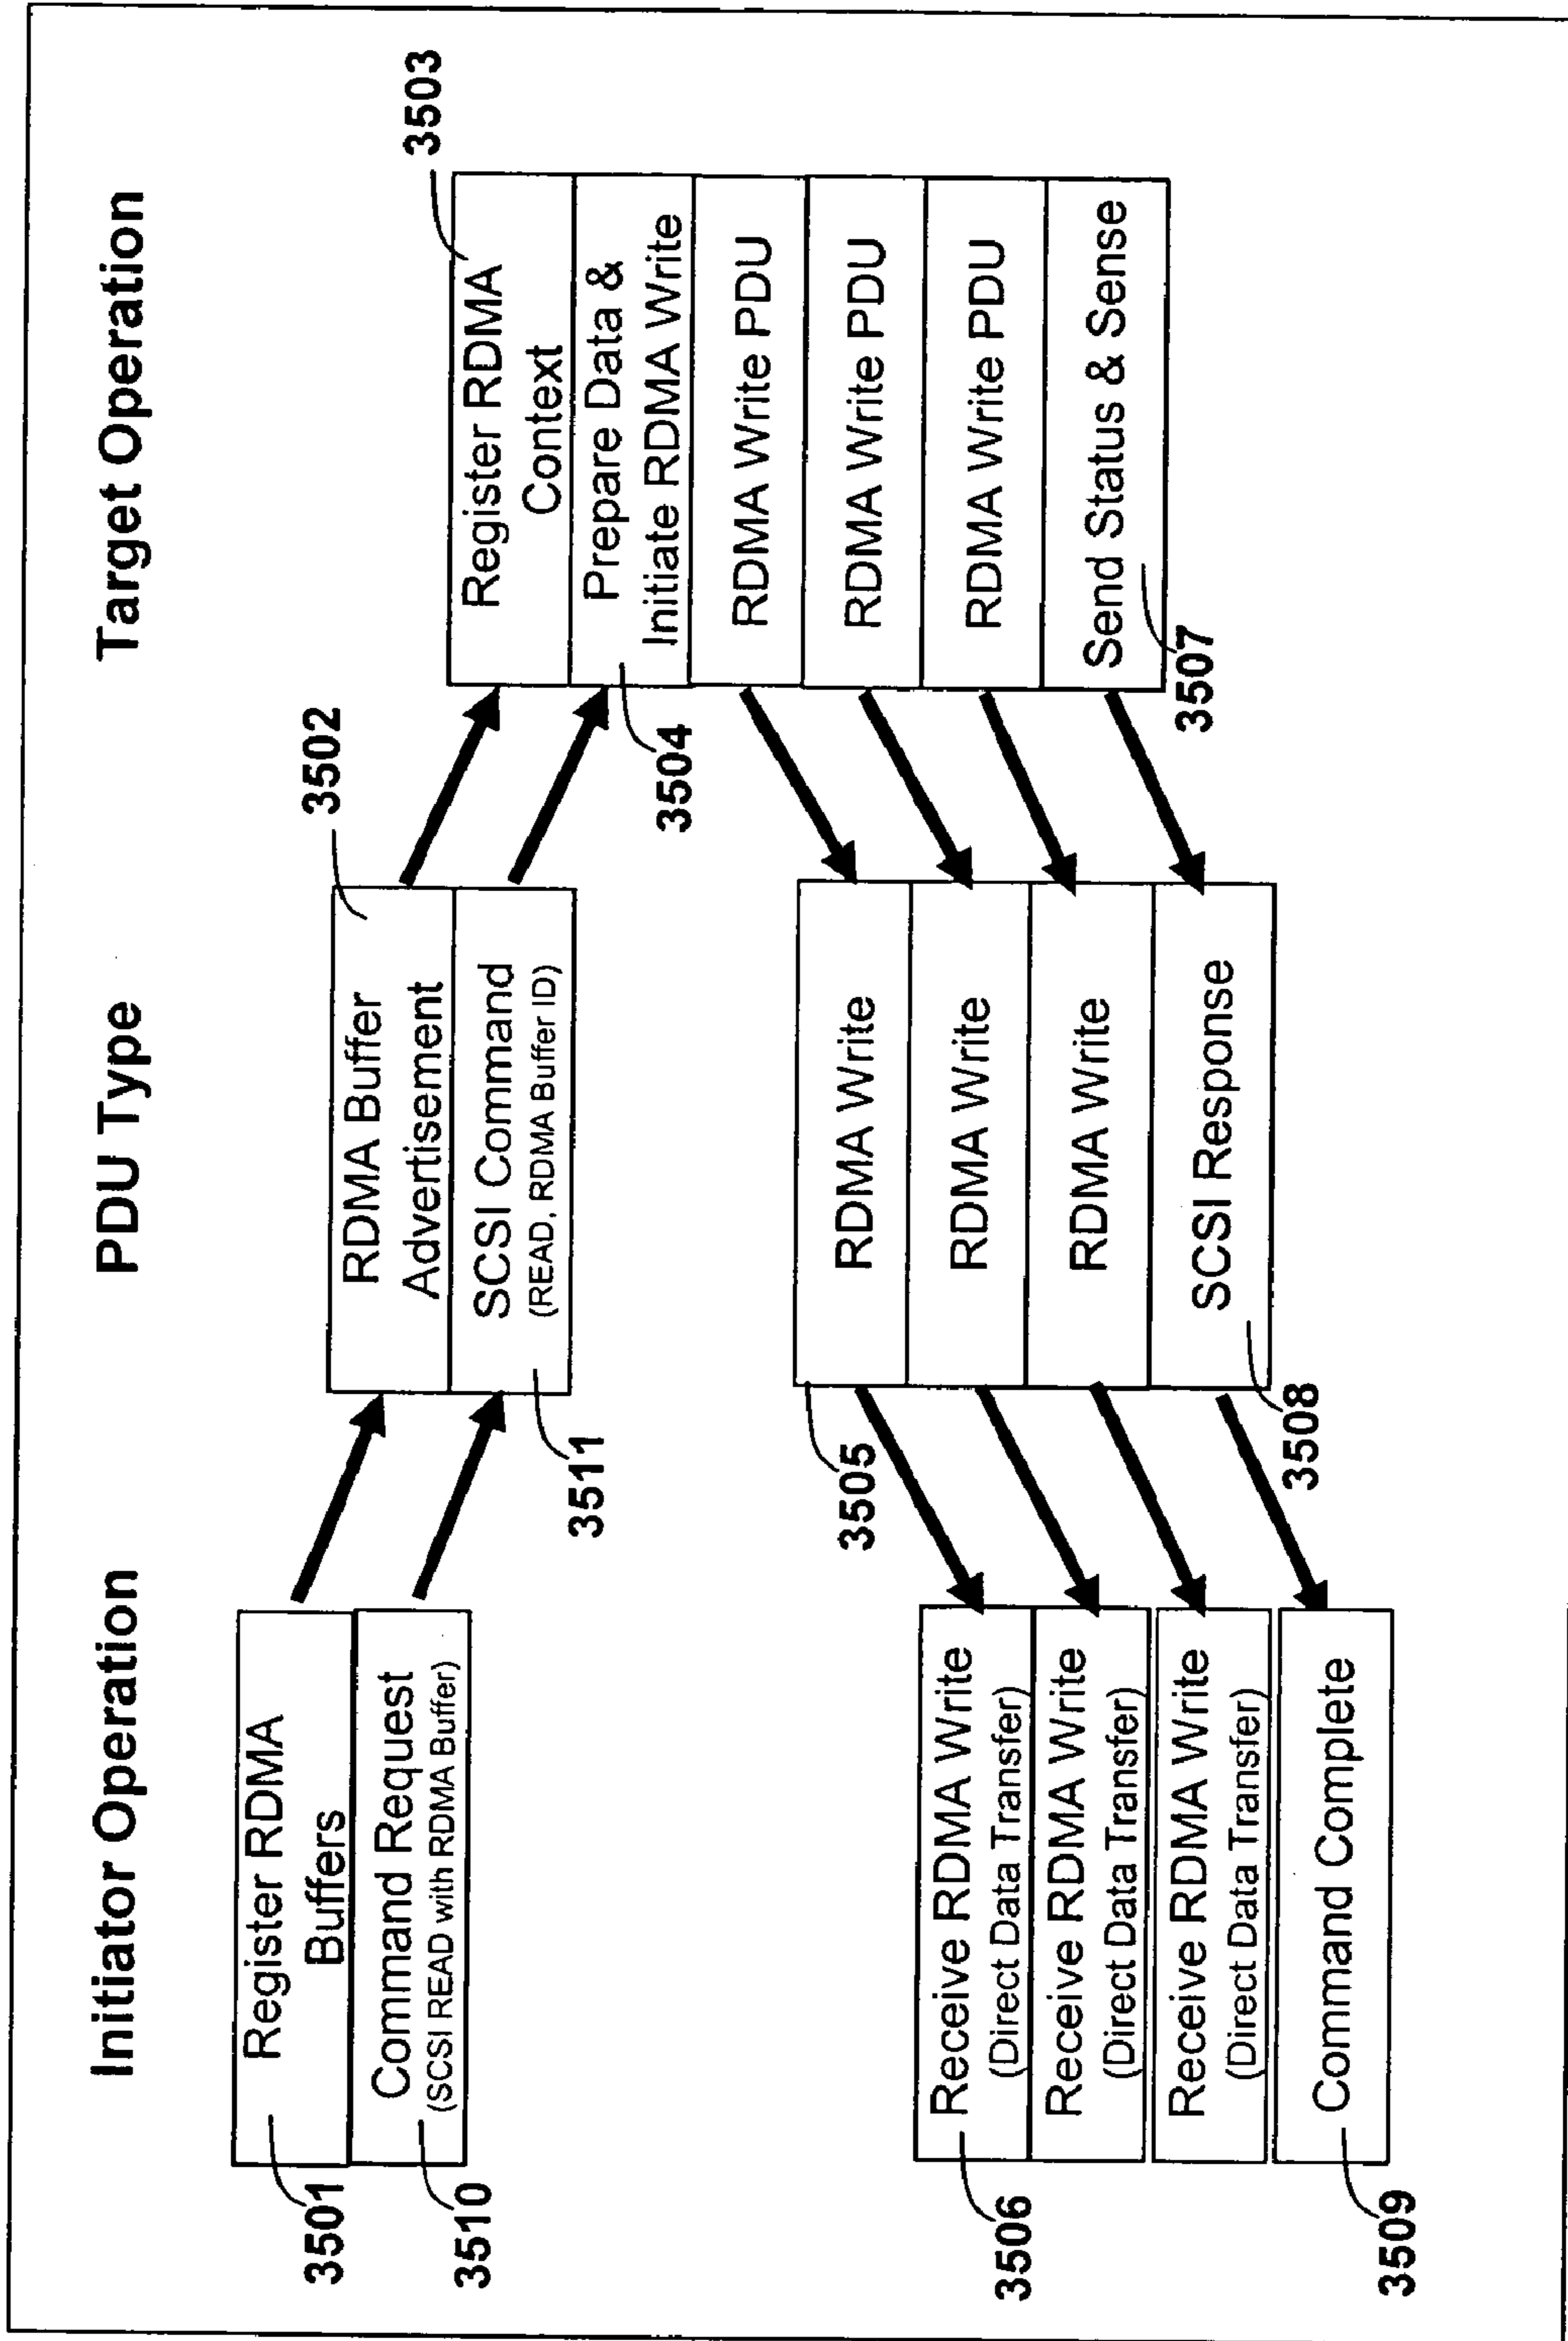 Initiator Operation
PDU Type
Target Operation
3501
Register RDMA
Buffers
3510
Command Request
(SCSI READ with RDMA Buffer)
3502
RDMA Buffer
Advertisement
3511
SCSI Command
(READ, RDMA Buffer ID)
3503
Register RDMA
Context
3504
Prepare Data &
Initiate RDMA Write
RDMA Write PDU
RDMA Write PDU
RDMA Write PDU
Send Status & Sense
3507
3505
RDMA Write
RDMA Write
RDMA Write
SCSI Response
3508
3506
Receive RDMA Write
(Direct Data Transfer)
Receive RDMA Write
(Direct Data Transfer)
Receive RDMA Write
(Direct Data Transfer)
Command Complete
3509